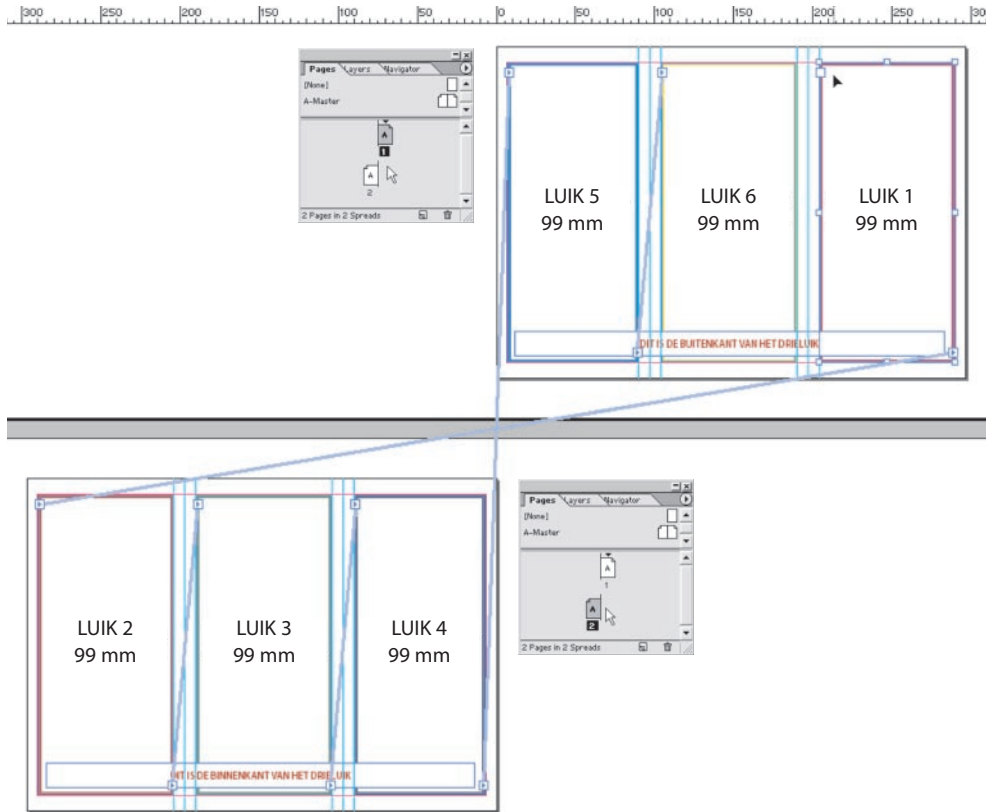 300 250 200 150 100 50 0 50 100 150 200 250 300
Pages Layers Navigator
[None]
A-Master
A
1
A
2
2 Pages in 2 Spreads
LUIK 5
99 mm
LUIK 6
99 mm
LUIK 1
99 mm
DIT IS DE BUITENKANT VAN HET DRIELUIK
Pages Layers Navigator
[None]
A-Master
A
1
A
2
2 Pages in 2 Spreads
LUIK 2
99 mm
LUIK 3
99 mm
LUIK 4
99 mm
DIT IS DE BINNENKANT VAN HET DRIELUIK